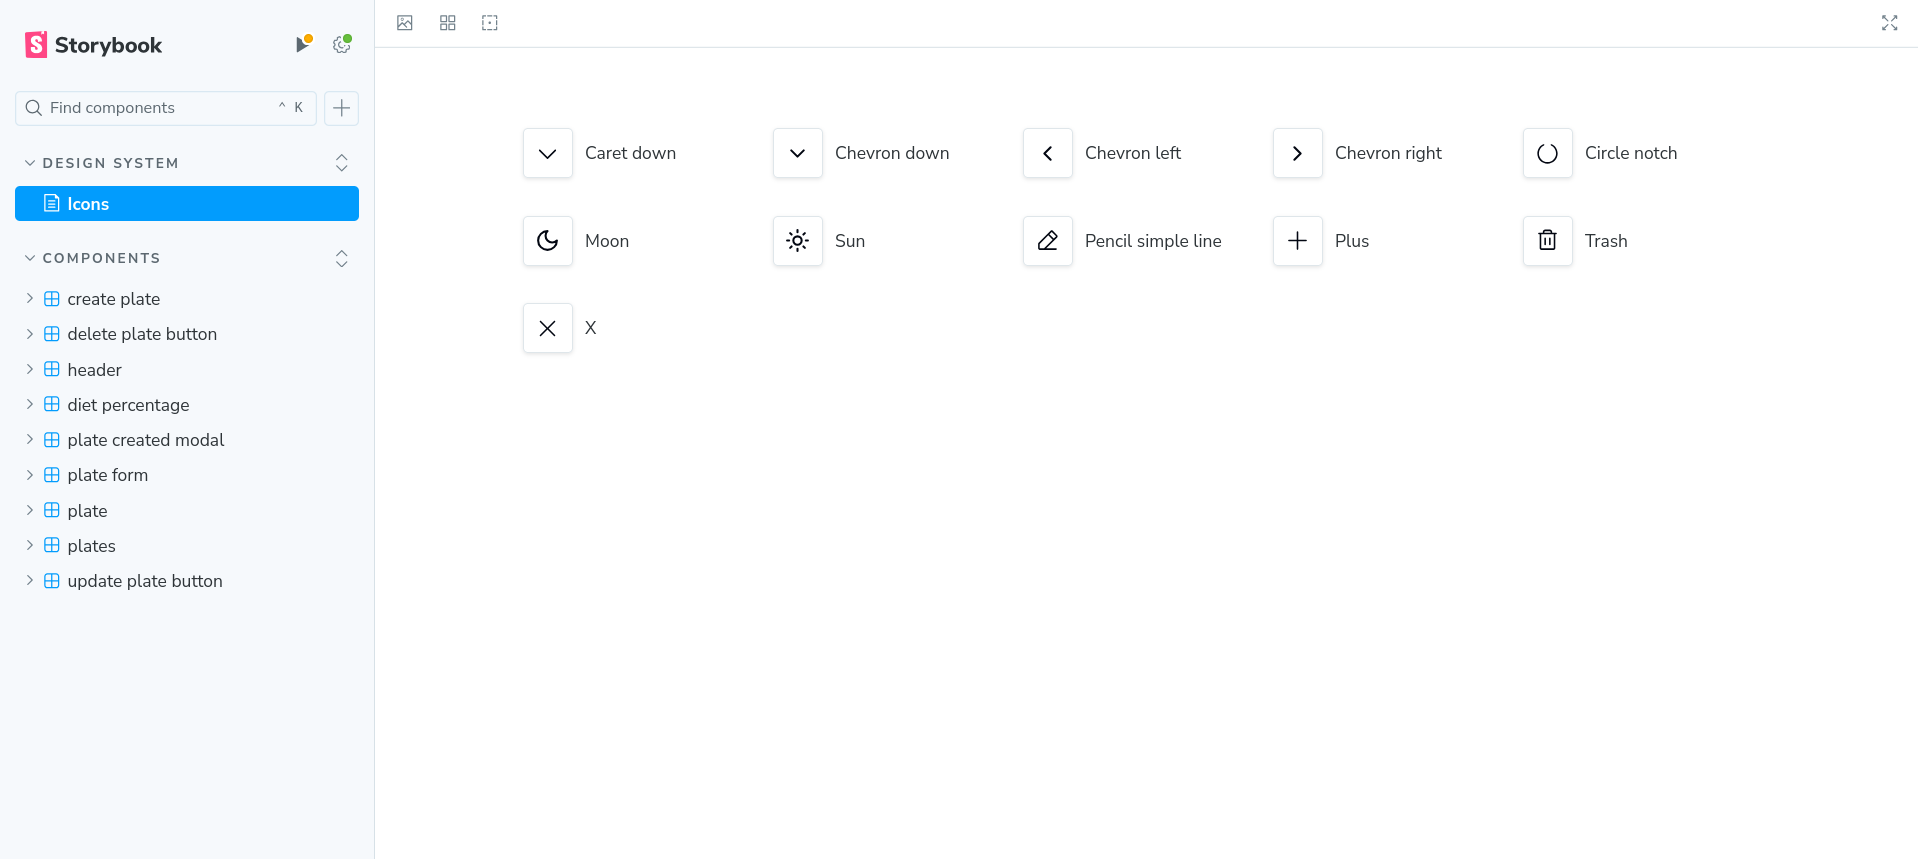 Storybook
Find components
^ K
DESIGN SYSTEM
Icons
COMPONENTS
create plate
delete plate button
header
diet percentage
plate created modal
plate form
plate
plates
update plate button
Caret down
Chevron down
Chevron left
Chevron right
Circle notch
Moon
Sun
Pencil simple line
Plus
Trash
X